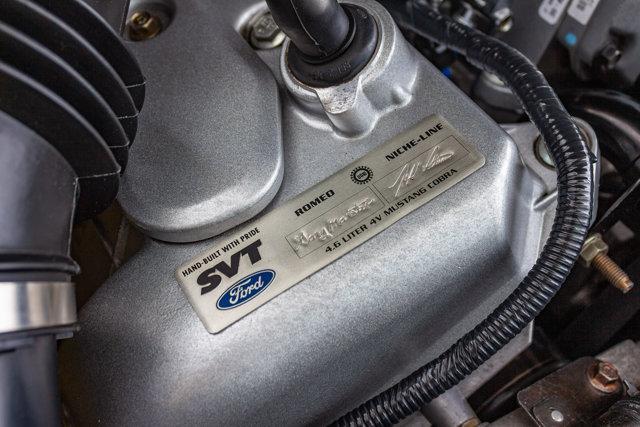 HAND-BUILT WITH PRIDE
SVT
Ford
ROMEO
NICHE-LINE
4.6 LITER 4V MUSTANG COBRA